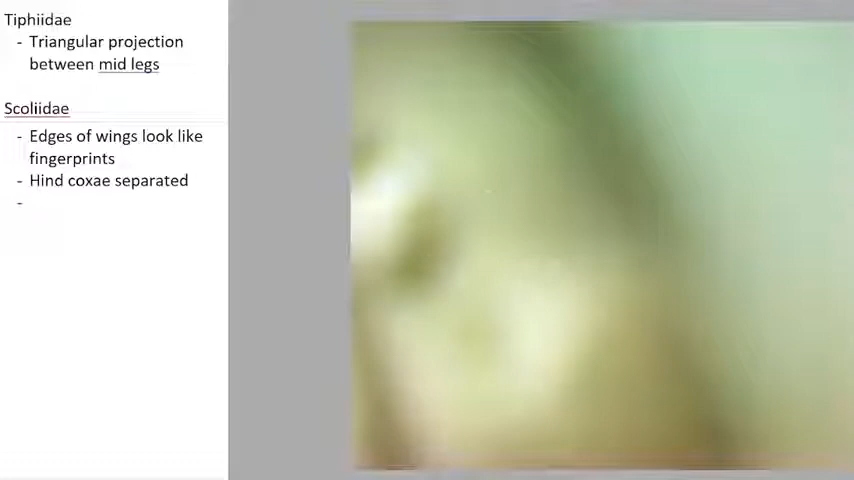 Tiphiidae
- Triangular projection
between mid legs
Scoliidae
- Edges of wings look like
fingerprints
- Hind coxae separated
-